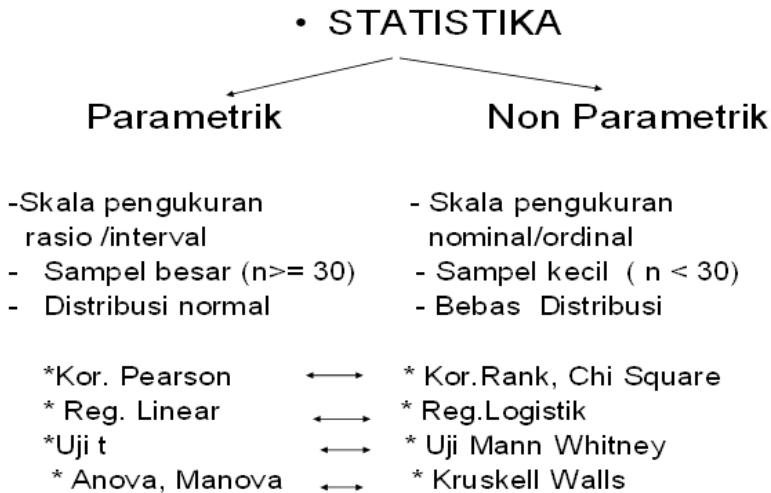 • STATISTIKA
Parametrik
Non Parametrik
-Skala pengukuran
rasio /interval
- Sampel besar (n>= 30)
- Distribusi normal
- Skala pengukuran
nominal/ordinal
- Sampel kecil ( n < 30)
- Bebas Distribusi
*Kor. Pearson
* Kor.Rank, Chi Square
* Reg. Linear
* Reg.Logistik
*Uji t
* Uji Mann Whitney
* Anova, Manova
* Kruskell Walls